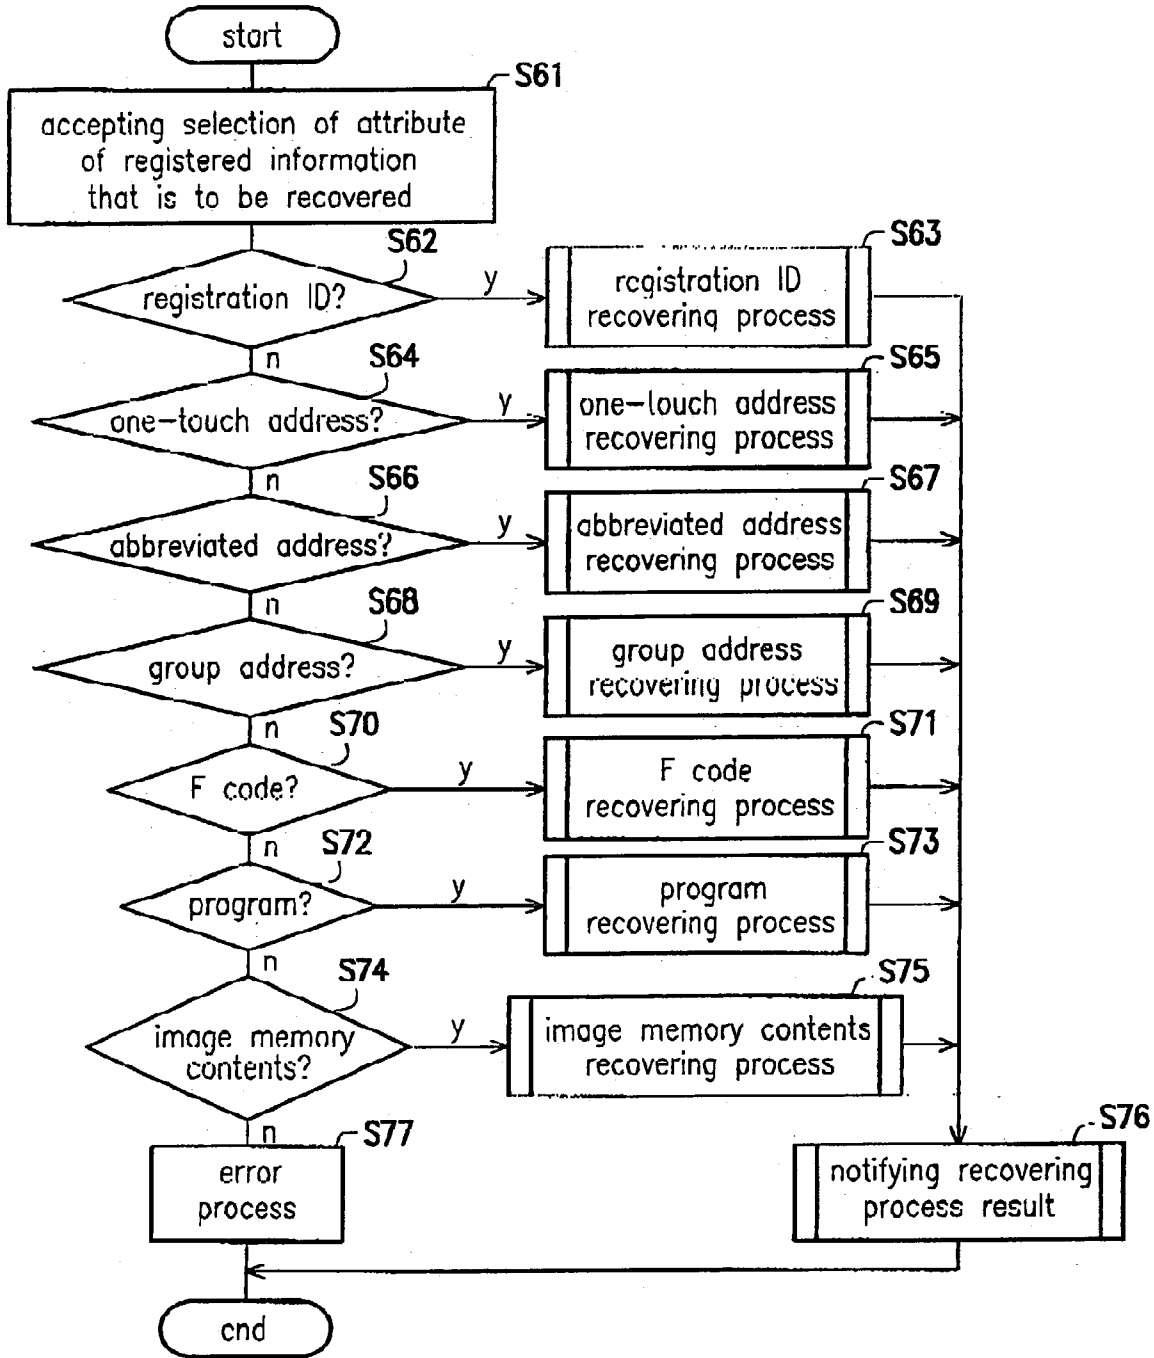 start
S61
accepting selection of attribute
of registered information
that is to be recovered
S62
registration ID?
y
n
S63
registration ID
recovering process
S64
one-touch address?
y
n
S65
one-touch address
recovering process
S66
abbreviated address?
y
n
S67
abbreviated address
recovering process
S68
group address?
y
n
S69
group address
recovering process
S70
F code?
y
n
S71
F code
recovering process
S72
program?
y
n
S73
program
recovering process
S74
image memory
contents?
y
n
S75
image memory contents
recovering process
S77
error
process
S76
notifying recovering
process result
end